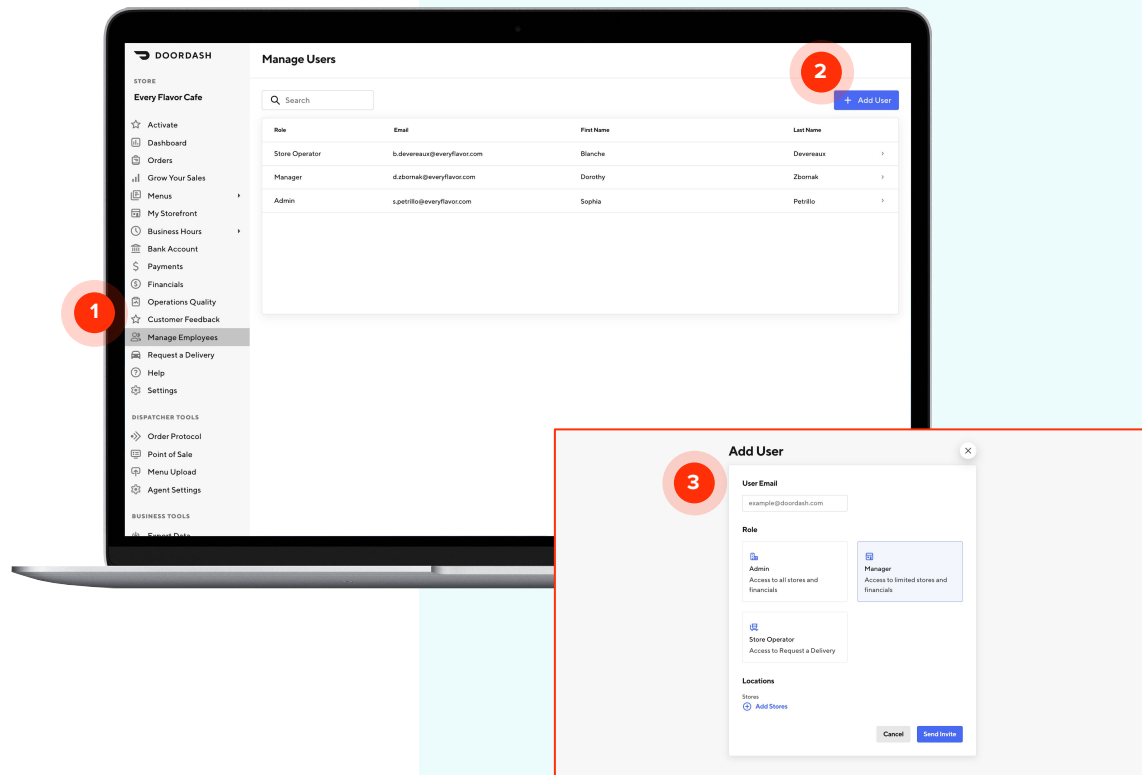 DOORDASH
STORE
Every Flavor Cafe
Activate
Dashboard
Orders
Grow Your Sales
Menus
My Storefront
Business Hours
Bank Account
Payments
Financials
Operations Quality
Customer Feedback
Manage Employees
Request a Delivery
Help
Settings
DISPATCHER TOOLS
Order Protocol
Point of Sale
Menu Upload
Agent Settings
BUSINESS TOOLS
Export Data
1
Manage Users
2
Search
+ Add User
Role Email First Name Last Name
Store Operator b.devereaux@everyflavor.com Blanche Devereaux
Manager d.zbornak@everyflavor.com Dorothy Zbornak
Admin s.petrillo@everyflavor.com Sophia Petrillo
3
Add User
User Email
example@doordash.com
Role
Admin
Access to all stores and
financials
Manager
Access to limited stores and
financials
Store Operator
Access to Request a Delivery
Locations
Stores
Add Stores
Cancel
Send Invite